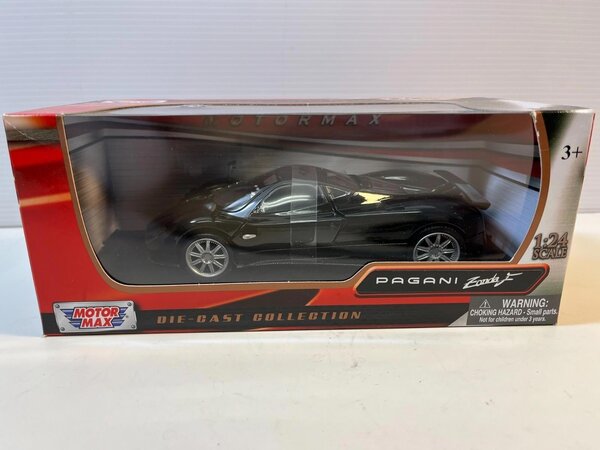 MOTORMAX
3+
1:24
SCALE
PAGANI Zonda F
MOTOR
MAX
DIE-CAST COLLECTION
WARNING:
CHOKING HAZARD - Small parts.
Not for children under 3 years.